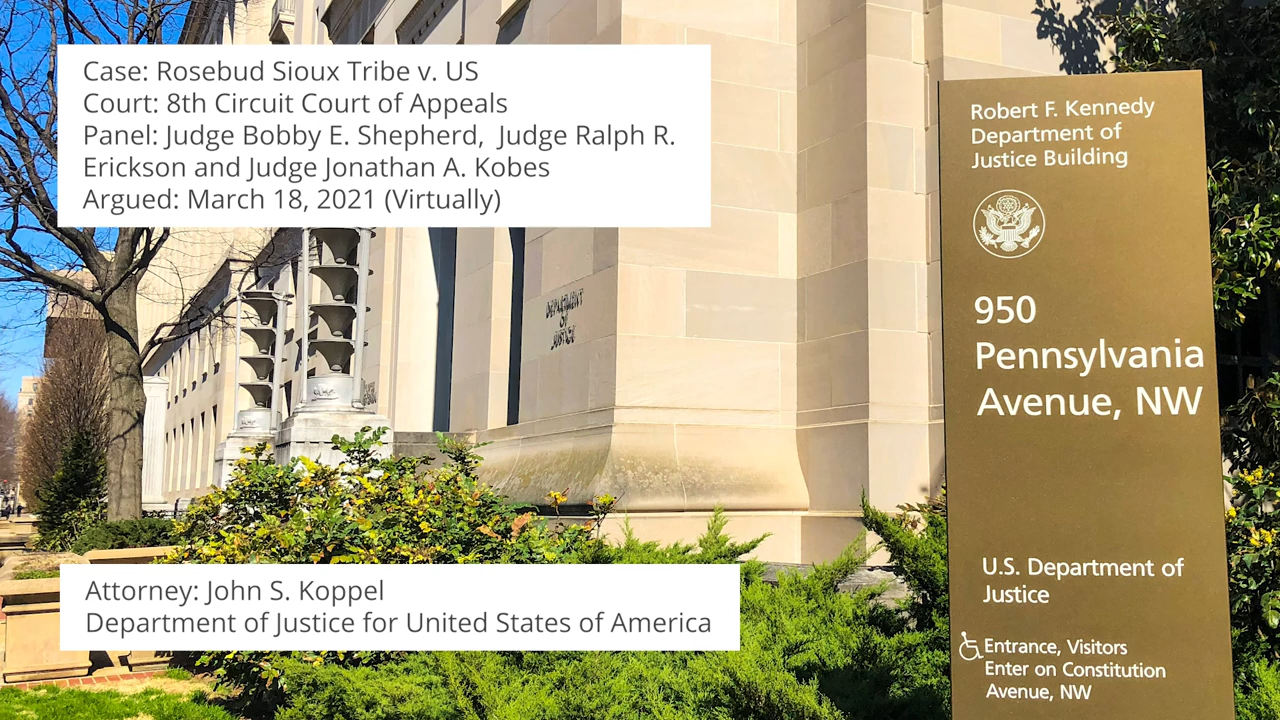 Case: Rosebud Sioux Tribe v. US
Court: 8th Circuit Court of Appeals
Panel: Judge Bobby E. Shepherd,  Judge Ralph R.
Erickson and Judge Jonathan A. Kobes
Argued: March 18, 2021 (Virtually)
Robert F. Kennedy
Department of
Justice Building
DEPARTMENT
OF
JUSTICE
950
Pennsylvania
Avenue, NW
Attorney: John S. Koppel
Department of Justice for United States of America
U.S. Department of
Justice
Entrance, Visitors
Enter on Constitution
Avenue, NW